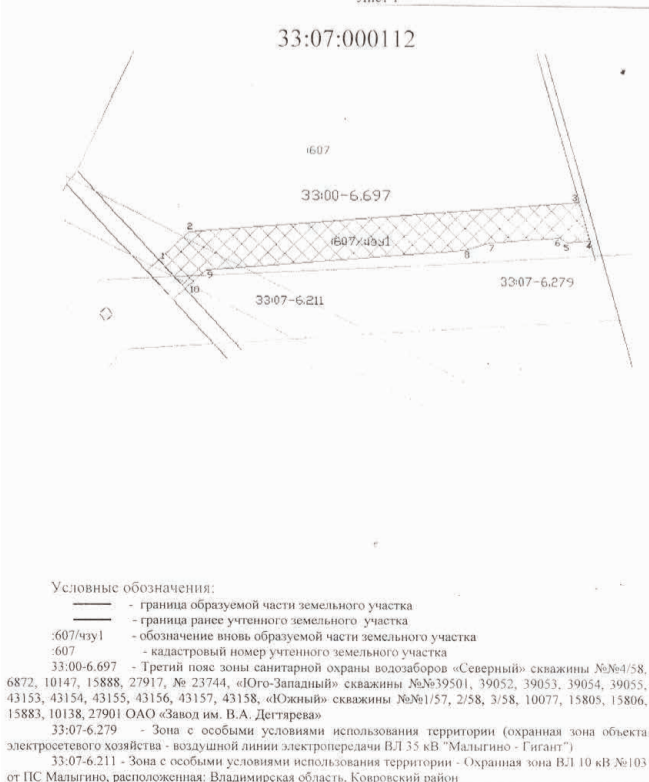 Лист 1
33:07:000112
:607
33:00-6.697
3
2
:607/чзу1
1
6
5
4
7
8
9
10
33:07-6.279
33:07-6.211
Условные обозначения:
- граница образуемой части земельного участка
- граница ранее учтенного земельного участка
:607/чзу1 - обозначение вновь образуемой части земельного участка
:607 - кадастровый номер учтенного земельного участка
33:00-6.697 - Третий пояс зоны санитарной охраны водозаборов «Северный» скважины №№4/58,
6872, 10147, 15888, 27917, № 23744, «Юго-Западный» скважины №№39501, 39052, 39053, 39054, 39055,
43153, 43154, 43155, 43156, 43157, 43158, «Южный» скважины №№1/57, 2/58, 3/58, 10077, 15805, 15806,
15883, 10138, 27901 ОАО «Завод им. В.А. Дегтярева»
33:07-6.279 - Зона с особыми условиями использования территории (охранная зона объекта
электросетевого хозяйства - воздушной линии электропередачи ВЛ 35 кВ "Малыгино - Гигант")
33:07-6.211 - Зона с особыми условиями использования территории - Охранная зона ВЛ 10 кВ №103
от ПС Малыгино, расположенная: Владимирская область, Ковровский район